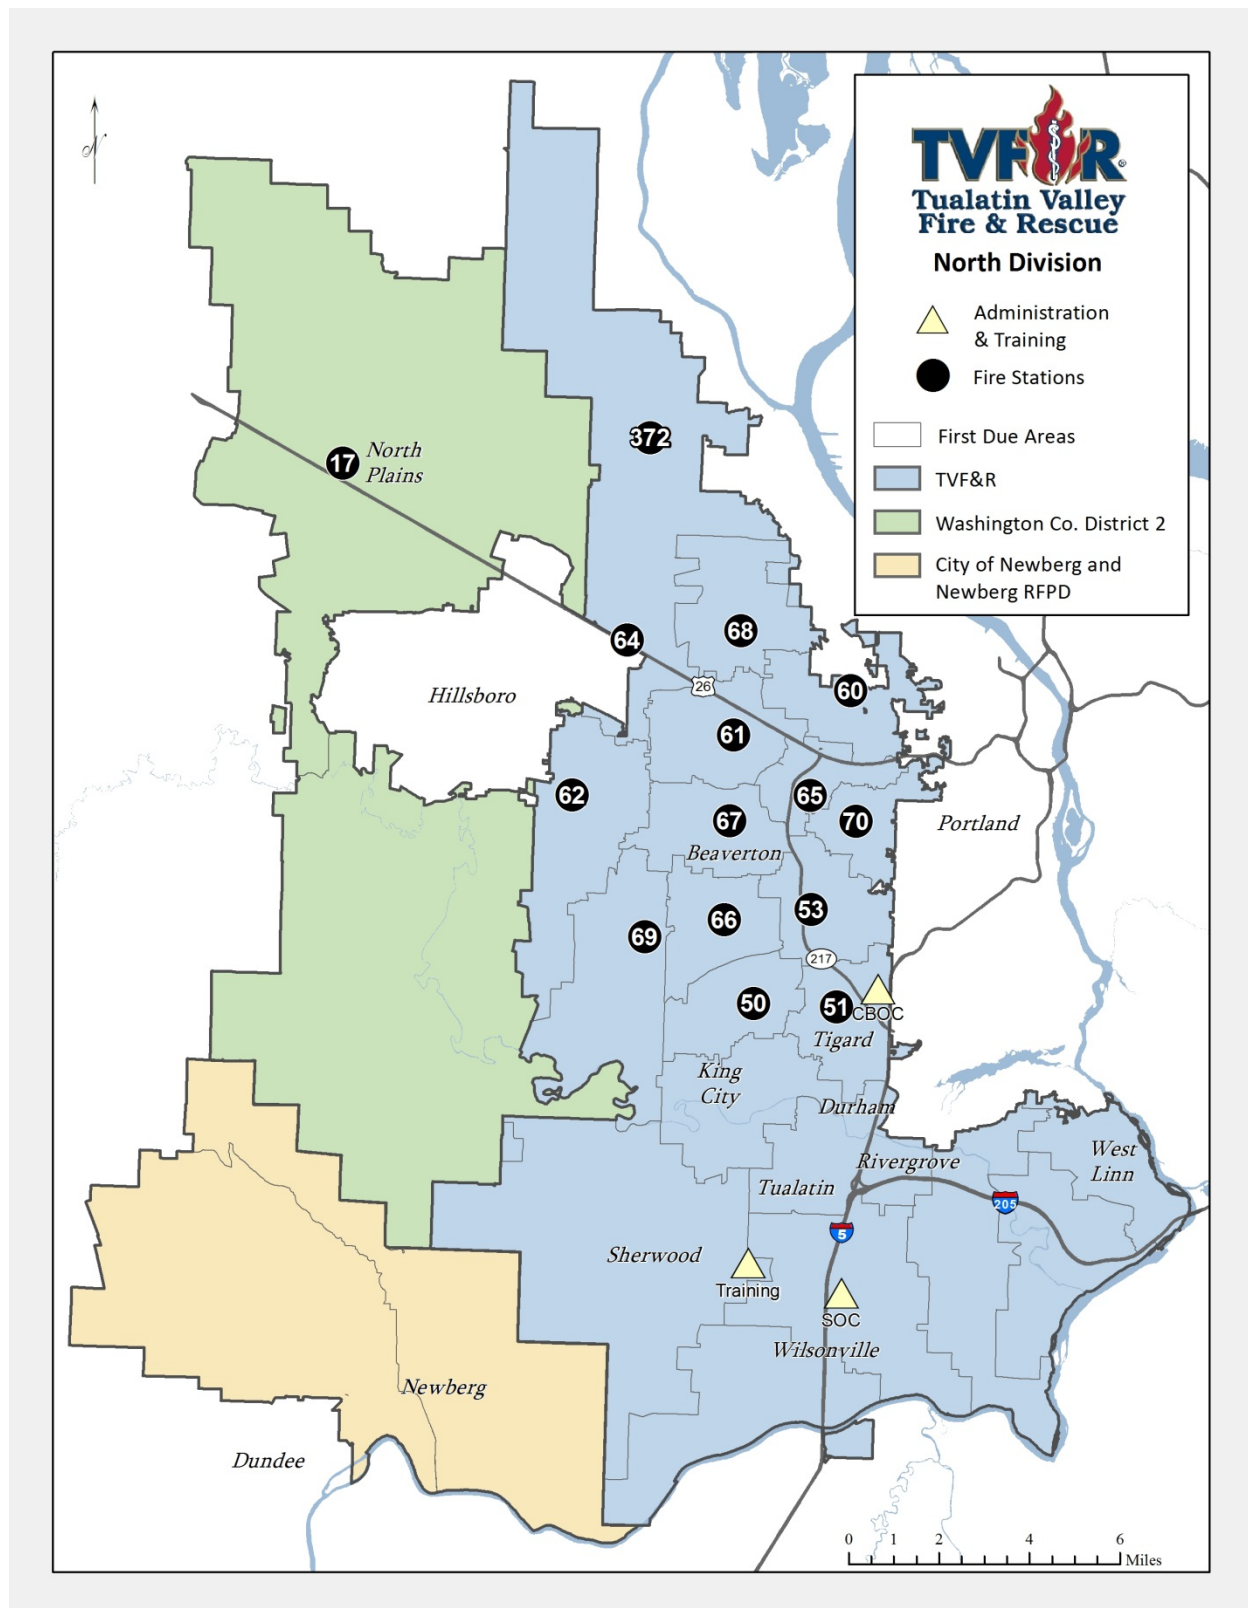 N
TVF&R®
Tualatin Valley
Fire & Rescue
North Division
Administration
& Training
Fire Stations
First Due Areas
TVF&R
Washington Co. District 2
City of Newberg and
Newberg RFPD
372
17
North
Plains
64
68
26
60
Hillsboro
61
62
65
67
70
Portland
Beaverton
53
66
69
217
50
51
CBOC
Tigard
King
City
Durham
West
Linn
Rivergrove
Tualatin
205
5
Sherwood
Training
SOC
Wilsonville
Newberg
Dundee
0 1 2 4 6
Miles